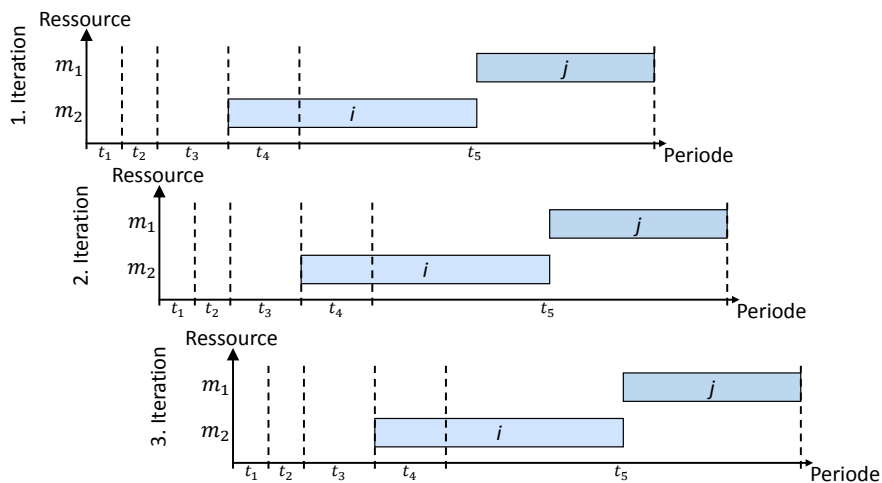 Ressource
1. Iteration
m₁
j
m₂
i
t₁ t₂ t₃ t₄ t₅
Periode
Ressource
2. Iteration
m₁
j
m₂
i
t₁ t₂ t₃ t₄ t₅
Periode
Ressource
3. Iteration
m₁
j
m₂
i
t₁ t₂ t₃ t₄ t₅
Periode